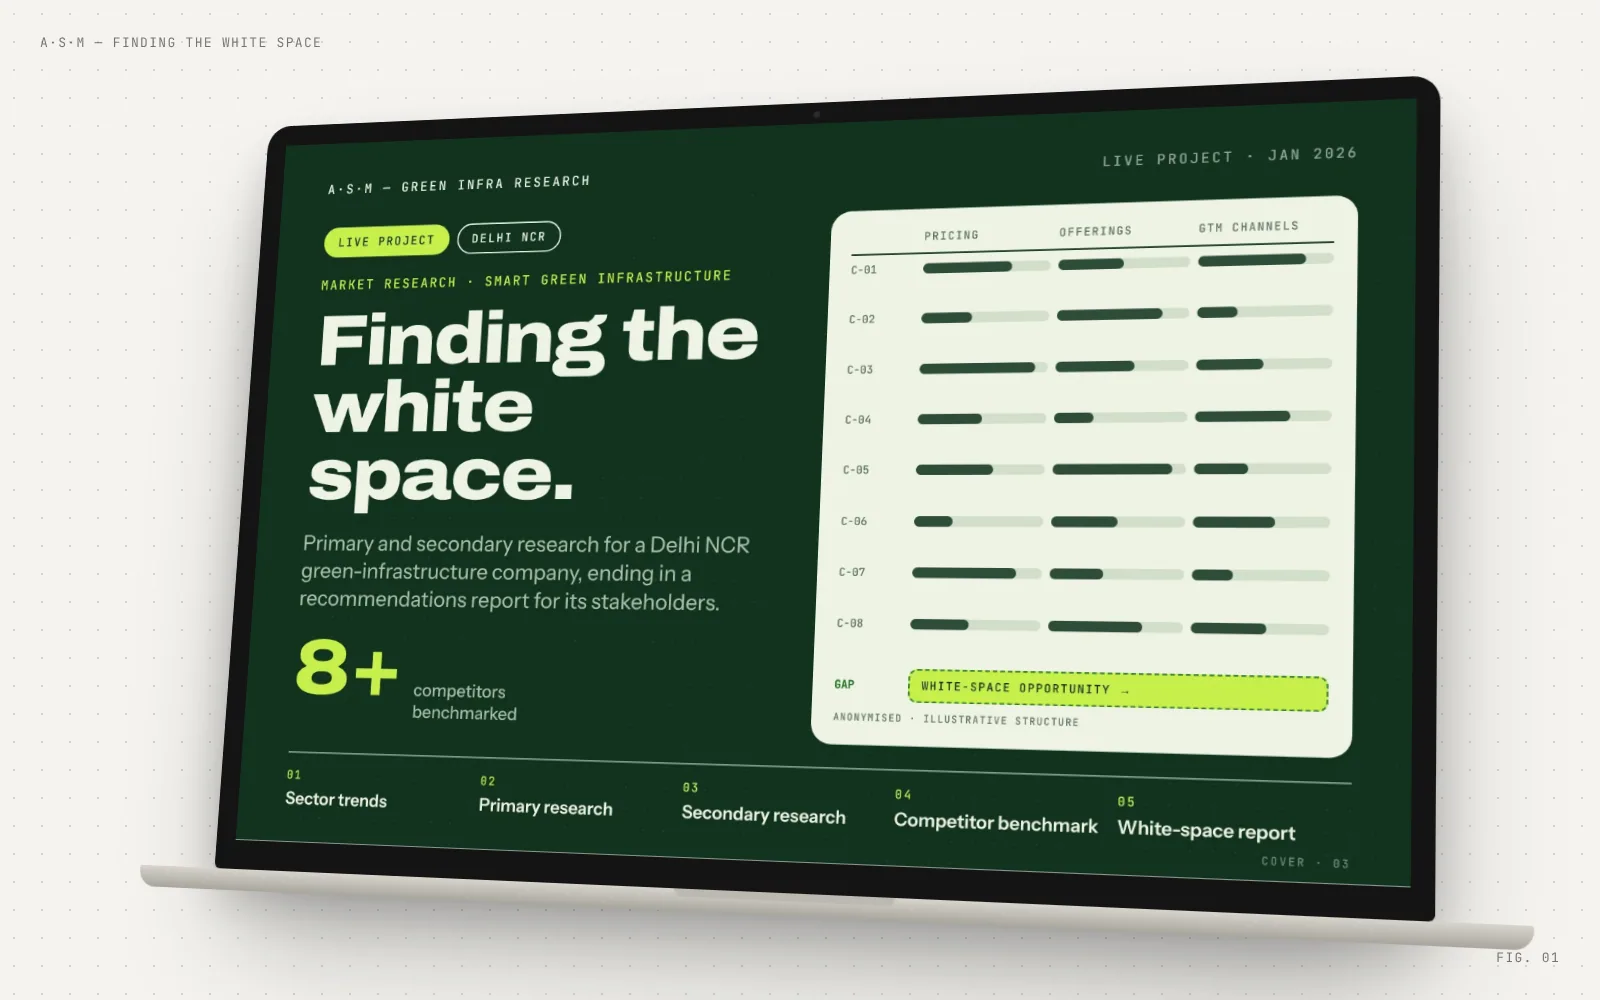 A·S·M — FINDING THE WHITE SPACE
A·S·M — GREEN INFRA RESEARCH
LIVE PROJECT · JAN 2026
LIVE PROJECT
DELHI NCR
MARKET RESEARCH · SMART GREEN INFRASTRUCTURE
Finding the
white
space.
Primary and secondary research for a Delhi NCR
green-infrastructure company, ending in a
recommendations report for its stakeholders.
8+
competitors
benchmarked
PRICING OFFERINGS GTM CHANNELS
C-01
C-02
C-03
C-04
C-05
C-06
C-07
C-08
GAP WHITE-SPACE OPPORTUNITY →
ANONYMISED · ILLUSTRATIVE STRUCTURE
01
Sector trends
02
Primary research
03
Secondary research
04
Competitor benchmark
05
White-space report
COVER · 03
FIG. 01